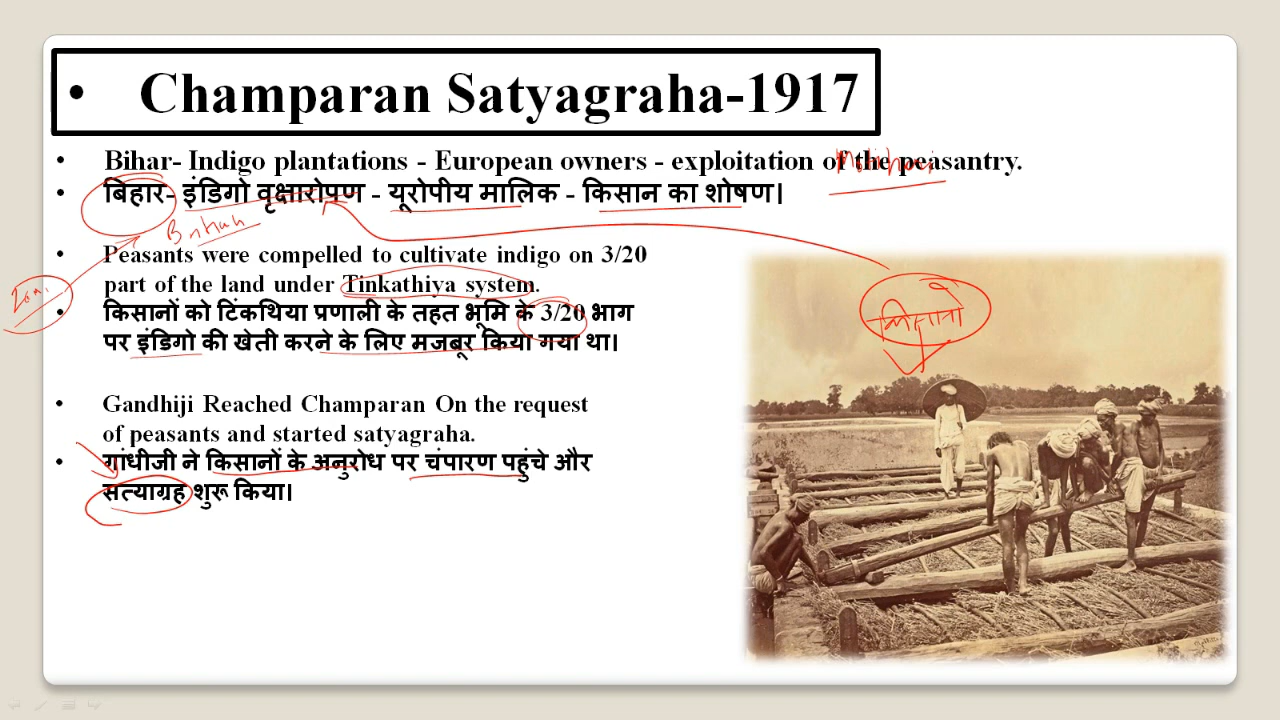 • Champaran Satyagraha-1917
• Bihar- Indigo plantations - European owners - exploitation of the peasantry.
• बिहार- इंडिगो वृक्षारोपण - यूरोपीय मालिक - किसान का शोषण।
British
• Peasants were compelled to cultivate indigo on 3/20
part of the land under Tinkathiya system.
• किसानों को टिंकथिया प्रणाली के तहत भूमि के 3/20 भाग
पर इंडिगो की खेती करने के लिए मजबूर किया गया था।
• Gandhiji Reached Champaran On the request
of peasants and started satyagraha.
• गांधीजी ने किसानों के अनुरोध पर चंपारण पहुंचे और
सत्याग्रह शुरू किया।